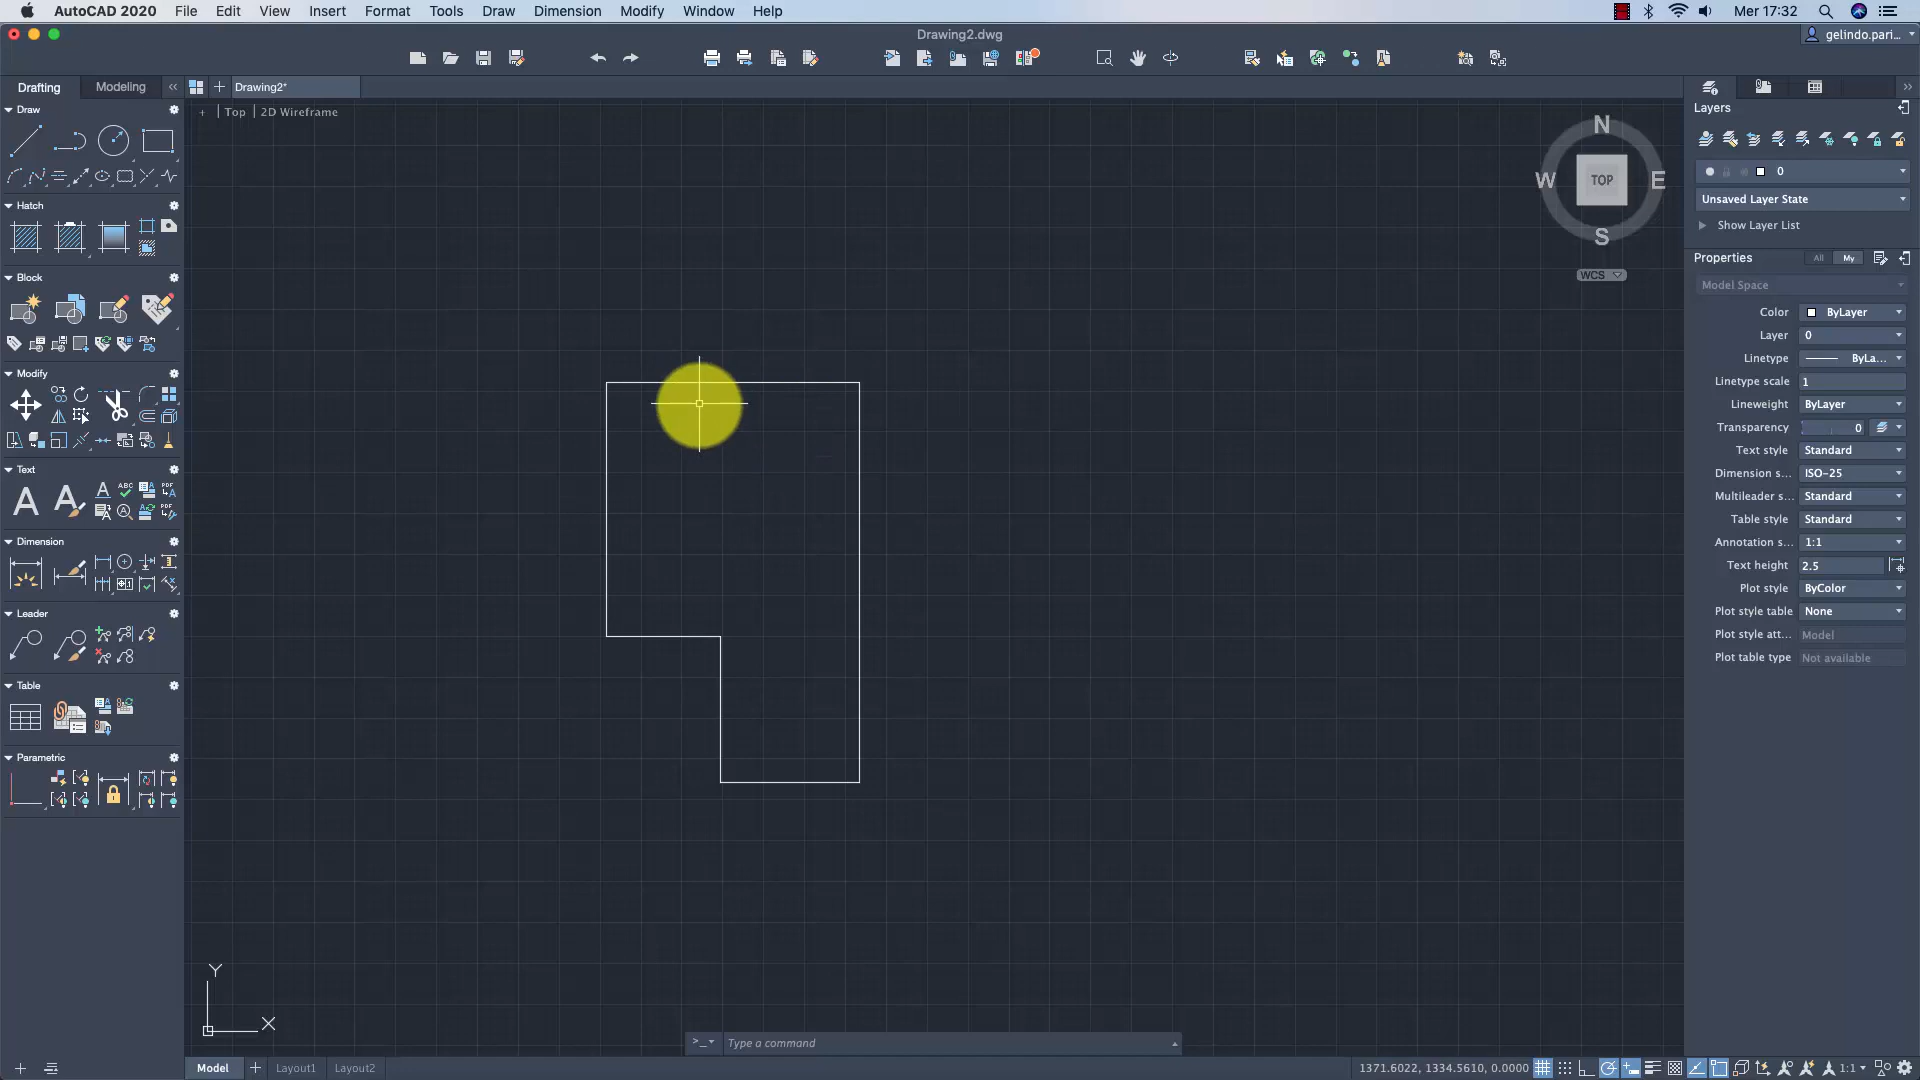 AutoCAD 2020 File Edit View Insert Format Tools Draw Dimension Modify Window Help Mer 17:32
Drawing2.dwg
gelindo.pari...
Drafting Modeling
Drawing2*
+ | Top | 2D Wireframe
Draw
Hatch
Block
Modify
Text
Dimension
Leader
Table
Parametric
N
W TOP E
S
WCS
Y
X
>_ Type a command
Model + Layout1 Layout2
1371.6022, 1334.5610, 0.0000
1:1
Layers
0
Unsaved Layer State
Show Layer List
Properties All My
Model Space
Color ByLayer
Layer 0
Linetype ByLa...
Linetype scale 1
Lineweight ByLayer
Transparency 0
Text style Standard
Dimension s... ISO-25
Multileader s... Standard
Table style Standard
Annotation s... 1:1
Text height 2.5
Plot style ByColor
Plot style table None
Plot style att... Model
Plot table type Not available